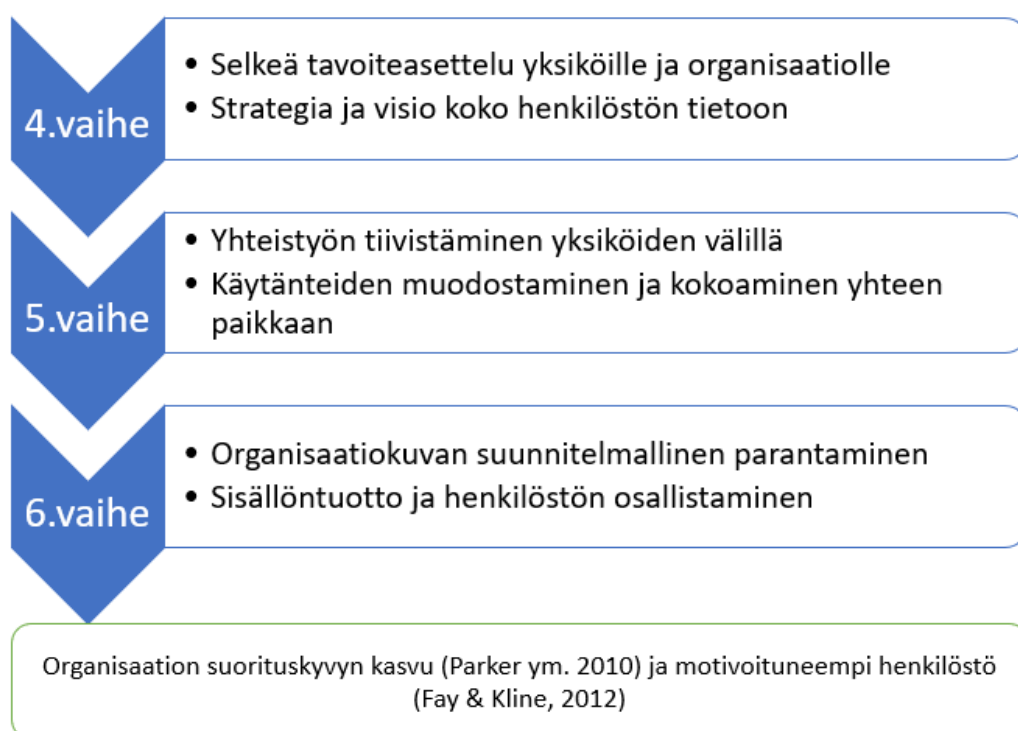 4.vaihe
• Selkeä tavoiteasettelu yksiköille ja organisaatiolle
• Strategia ja visio koko henkilöstön tietoon
5.vaihe
• Yhteistyön tiivistäminen yksiköiden välillä
• Käytänteiden muodostaminen ja kokoaminen yhteen
paikkaan
6.vaihe
• Organisaatiokuvan suunnitelmallinen parantaminen
• Sisällöntuotto ja henkilöstön osallistaminen
Organisaation suorituskyvyn kasvu (Parker ym. 2010) ja motivoituneempi henkilöstö
(Fay & Kline, 2012)